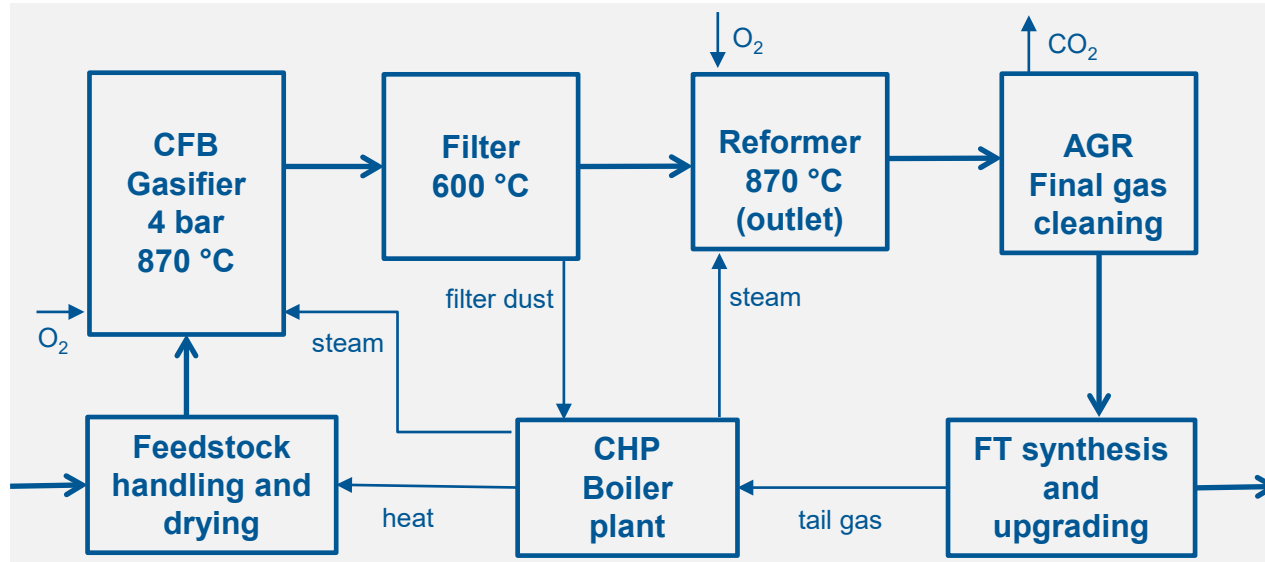 O₂
CO₂
CFB
Gasifier
4 bar
870 °C
Filter
600 °C
Reformer
870 °C
(outlet)
AGR
Final gas
cleaning
O₂
steam
filter dust
steam
Feedstock
handling and
drying
heat
CHP
Boiler
plant
tail gas
FT synthesis
and
upgrading